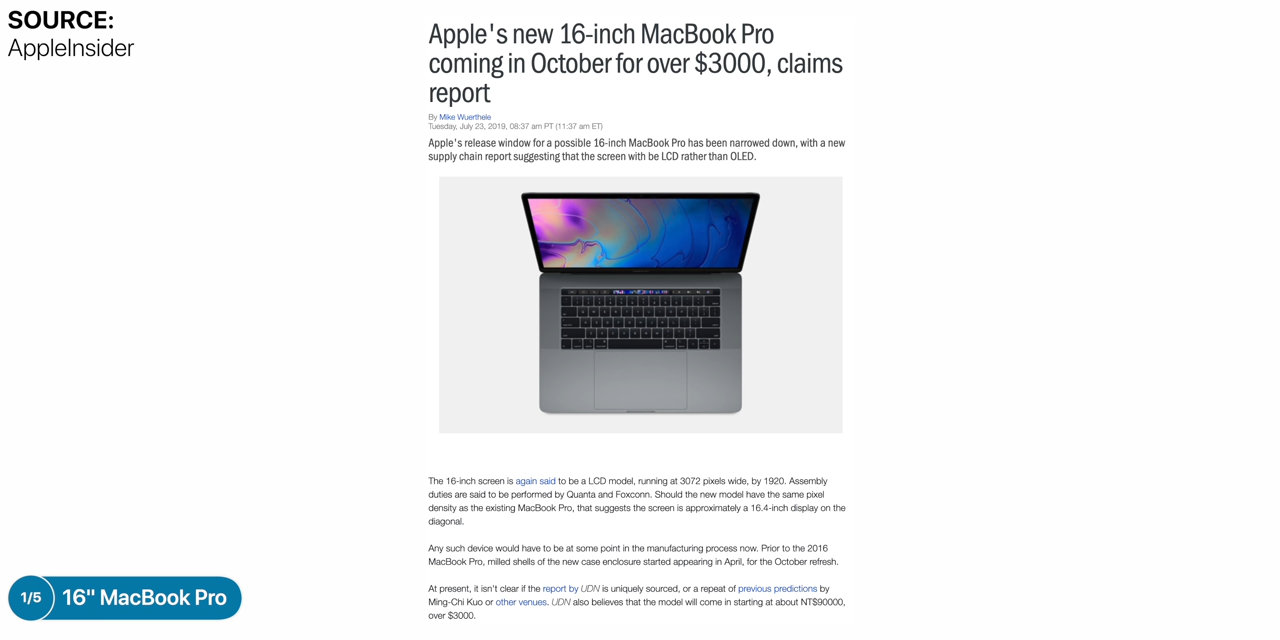 SOURCE:
AppleInsider
Apple's new 16-inch MacBook Pro
coming in October for over $3000, claims
report
By Mike Wuerthele
Tuesday, July 23, 2019, 08:37 am PT (11:37 am ET)
Apple's release window for a possible 16-inch MacBook Pro has been narrowed down, with a new
supply chain report suggesting that the screen with be LCD rather than OLED.
The 16-inch screen is again said to be a LCD model, running at 3072 pixels wide, by 1920. Assembly
duties are said to be performed by Quanta and Foxconn. Should the new model have the same pixel
density as the existing MacBook Pro, that suggests the screen is approximately a 16.4-inch display on the
diagonal.
Any such device would have to be at some point in the manufacturing process now. Prior to the 2016
MacBook Pro, milled shells of the new case enclosure started appearing in April, for the October refresh.
At present, it isn't clear if the report by UDN is uniquely sourced, or a repeat of previous predictions by
Ming-Chi Kuo or other venues. UDN also believes that the model will come in starting at about NT$90000,
over $3000.
1/5 16" MacBook Pro